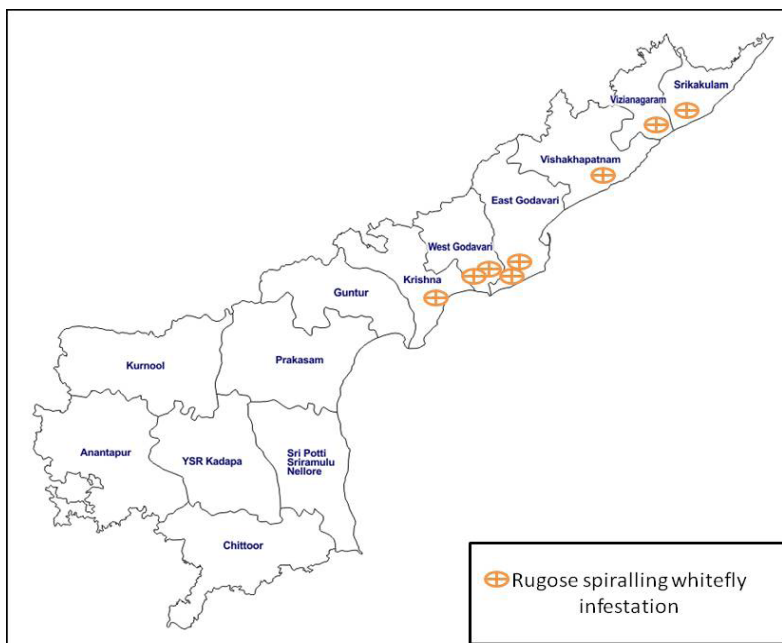 Srikakulam
Vizianagaram
Vishakhapatnam
East Godavari
West Godavari
Krishna
Guntur
Kurnool
Prakasam
Anantapur
YSR Kadapa
Sri Potti
Sriramulu
Nellore
Chittoor
Rugose spiralling whitefly
infestation